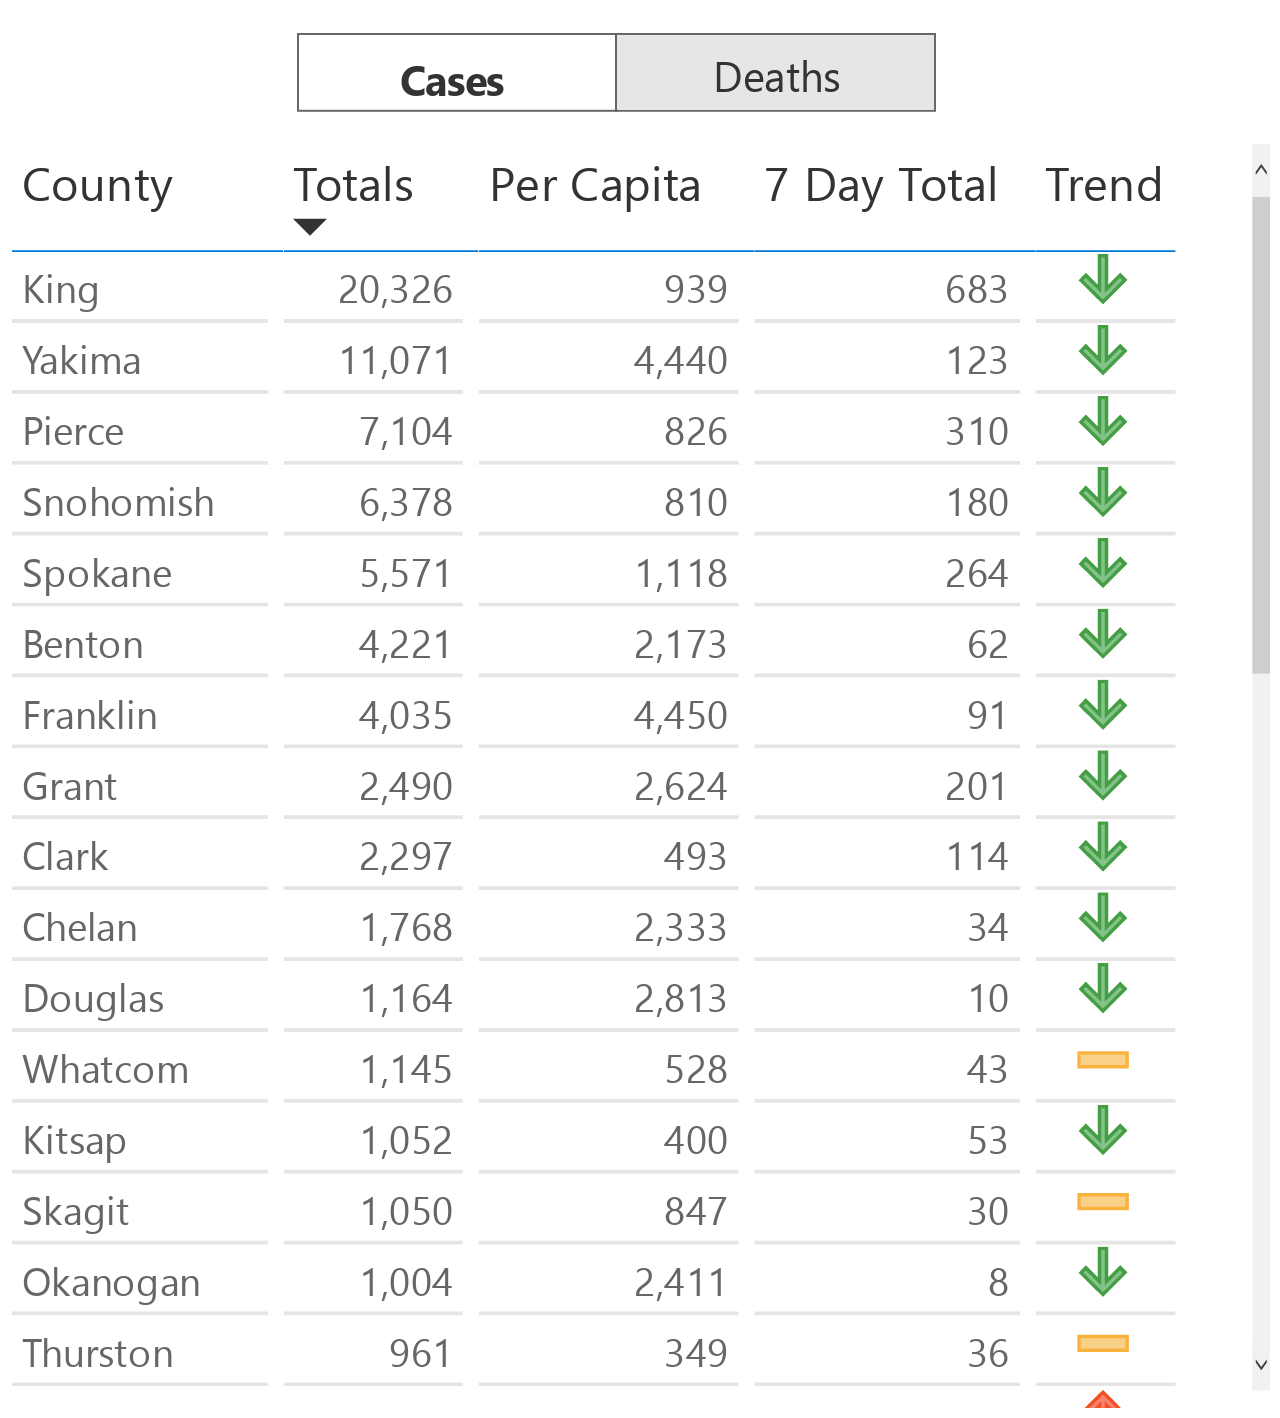 Cases Deaths
County Totals Per Capita 7 Day Total Trend
King 20,326 939 683
Yakima 11,071 4,440 123
Pierce 7,104 826 310
Snohomish 6,378 810 180
Spokane 5,571 1,118 264
Benton 4,221 2,173 62
Franklin 4,035 4,450 91
Grant 2,490 2,624 201
Clark 2,297 493 114
Chelan 1,768 2,333 34
Douglas 1,164 2,813 10
Whatcom 1,145 528 43
Kitsap 1,052 400 53
Skagit 1,050 847 30
Okanogan 1,004 2,411 8
Thurston 961 349 36